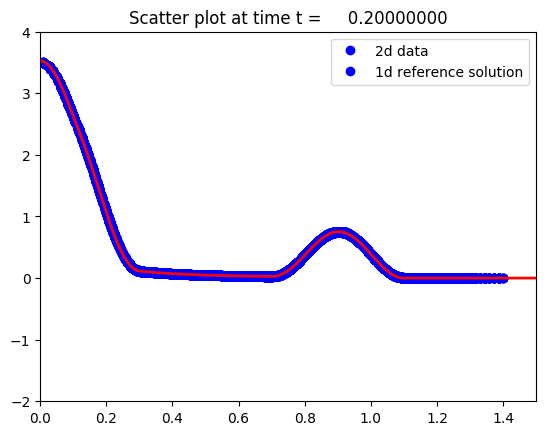 Scatter plot at time t = 0.20000000
2d data
1d reference solution
4
3
2
1
0
−1
−2
0.0 0.2 0.4 0.6 0.8 1.0 1.2 1.4